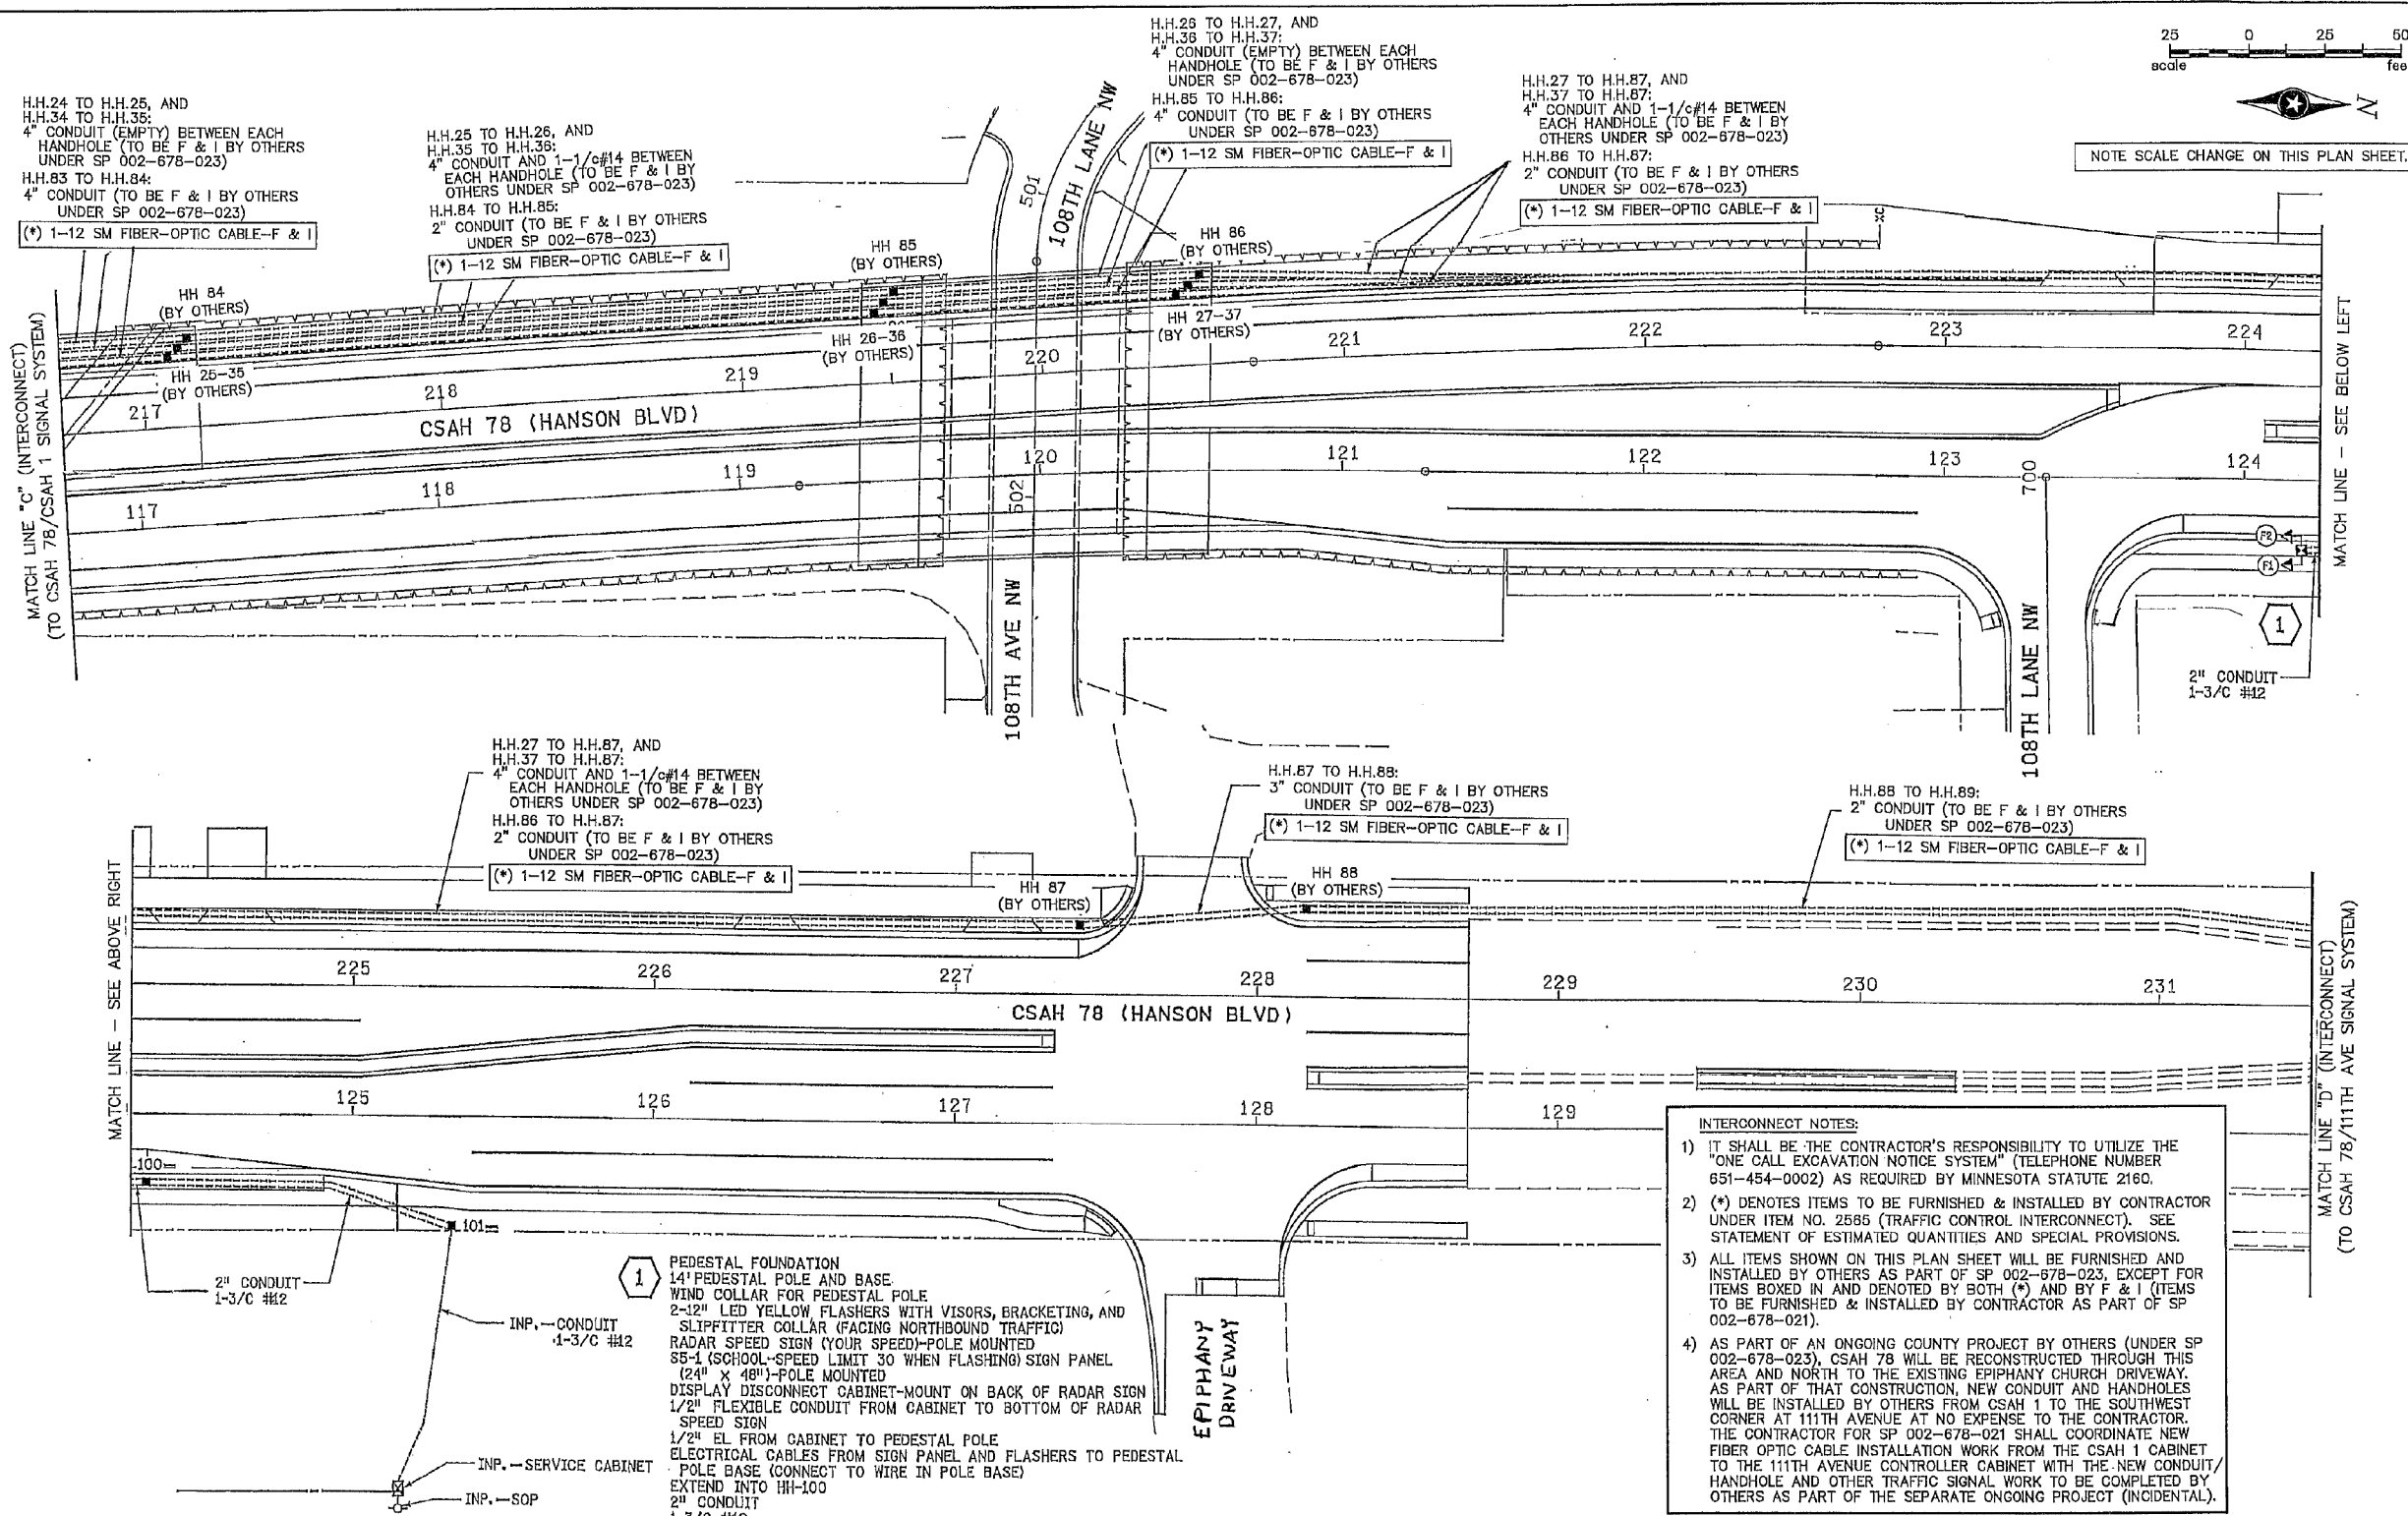 H.H.24 TO H.H.25, AND
H.H.34 TO H.H.35:
4" CONDUIT (EMPTY) BETWEEN EACH
HANDHOLE (TO BE F & I BY OTHERS
UNDER SP 002-678-023)
H.H.83 TO H.H.84:
4" CONDUIT (TO BE F & I BY OTHERS
UNDER SP 002-678-023)
(*) 1-12 SM FIBER-OPTIC CABLE-F & I
H.H.25 TO H.H.26, AND
H.H.35 TO H.H.36:
4" CONDUIT AND 1-1/c#14 BETWEEN
EACH HANDHOLE (TO BE F & I BY
OTHERS UNDER SP 002-678-023)
H.H.84 TO H.H.85:
2" CONDUIT (TO BE F & I BY OTHERS
UNDER SP 002-678-023)
(*) 1-12 SM FIBER-OPTIC CABLE-F & I
H.H.26 TO H.H.27, AND
H.H.36 TO H.H.37:
4" CONDUIT (EMPTY) BETWEEN EACH
HANDHOLE (TO BE F & I BY OTHERS
UNDER SP 002-678-023)
H.H.85 TO H.H.86:
4" CONDUIT (TO BE F & I BY OTHERS
UNDER SP 002-678-023)
(*) 1-12 SM FIBER-OPTIC CABLE-F & I
H.H.27 TO H.H.87, AND
H.H.37 TO H.H.87:
4" CONDUIT AND 1-1/c#14 BETWEEN
EACH HANDHOLE (TO BE F & I BY
OTHERS UNDER SP 002-678-023)
H.H.86 TO H.H.87:
2" CONDUIT (TO BE F & I BY OTHERS
UNDER SP 002-678-023)
(*) 1-12 SM FIBER-OPTIC CABLE-F & I
25 0 25 50
scale fee
N
NOTE SCALE CHANGE ON THIS PLAN SHEET.
MATCH LINE "C" (INTERCONNECT)
(TO CSAH 78/CSAH 1 SIGNAL SYSTEM)
HH 84
(BY OTHERS)
HH 25-35
(BY OTHERS)
HH 85
(BY OTHERS)
HH 26-36
(BY OTHERS)
501
108TH LANE NW
HH 86
(BY OTHERS)
HH 27-37
(BY OTHERS)
XC
217 218 219 220 221 222 223 224
CSAH 78 (HANSON BLVD)
117 118 119 120 121 122 123 124
502
700
108TH AVE NW
108TH LANE NW
F2
F1
1
2" CONDUIT
1-3/C #12
MATCH LINE - SEE BELOW LEFT
MATCH LINE - SEE ABOVE RIGHT
H.H.27 TO H.H.87, AND
H.H.37 TO H.H.87:
4" CONDUIT AND 1-1/c#14 BETWEEN
EACH HANDHOLE (TO BE F & I BY
OTHERS UNDER SP 002-678-023)
H.H.86 TO H.H.87:
2" CONDUIT (TO BE F & I BY OTHERS
UNDER SP 002-678-023)
(*) 1-12 SM FIBER-OPTIC CABLE-F & I
H.H.87 TO H.H.88:
3" CONDUIT (TO BE F & I BY OTHERS
UNDER SP 002-678-023)
(*) 1-12 SM FIBER-OPTIC CABLE-F & I
H.H.88 TO H.H.89:
2" CONDUIT (TO BE F & I BY OTHERS
UNDER SP 002-678-023)
(*) 1-12 SM FIBER-OPTIC CABLE-F & I
HH 87
(BY OTHERS)
HH 88
(BY OTHERS)
225 226 227 228 229 230 231
CSAH 78 (HANSON BLVD)
125 126 127 128 129
100
101
2" CONDUIT
1-3/C #12
INP.-CONDUIT
1-3/C #12
INP.-SERVICE CABINET
INP.-SOP
1
PEDESTAL FOUNDATION
14' PEDESTAL POLE AND BASE
WIND COLLAR FOR PEDESTAL POLE
2-12" LED YELLOW FLASHERS WITH VISORS, BRACKETING, AND
SLIPFITTER COLLAR (FACING NORTHBOUND TRAFFIC)
RADAR SPEED SIGN (YOUR SPEED)-POLE MOUNTED
S5-1 (SCHOOL-SPEED LIMIT 30 WHEN FLASHING) SIGN PANEL
(24" X 48")-POLE MOUNTED
DISPLAY DISCONNECT CABINET-MOUNT ON BACK OF RADAR SIGN
1/2" FLEXIBLE CONDUIT FROM CABINET TO BOTTOM OF RADAR
SPEED SIGN
1/2" EL FROM CABINET TO PEDESTAL POLE
ELECTRICAL CABLES FROM SIGN PANEL AND FLASHERS TO PEDESTAL
POLE BASE (CONNECT TO WIRE IN POLE BASE)
EXTEND INTO HH-100
2" CONDUIT
EPIPHANY
DRIVEWAY
INTERCONNECT NOTES:
1) IT SHALL BE THE CONTRACTOR'S RESPONSIBILITY TO UTILIZE THE
"ONE CALL EXCAVATION NOTICE SYSTEM" (TELEPHONE NUMBER
651-454-0002) AS REQUIRED BY MINNESOTA STATUTE 216D.
2) (*) DENOTES ITEMS TO BE FURNISHED & INSTALLED BY CONTRACTOR
UNDER ITEM NO. 2565 (TRAFFIC CONTROL INTERCONNECT). SEE
STATEMENT OF ESTIMATED QUANTITIES AND SPECIAL PROVISIONS.
3) ALL ITEMS SHOWN ON THIS PLAN SHEET WILL BE FURNISHED AND
INSTALLED BY OTHERS AS PART OF SP 002-678-023, EXCEPT FOR
ITEMS BOXED IN AND DENOTED BY BOTH (*) AND BY F & I (ITEMS
TO BE FURNISHED & INSTALLED BY CONTRACTOR AS PART OF SP
002-678-021).
4) AS PART OF AN ONGOING COUNTY PROJECT BY OTHERS (UNDER SP
002-678-023), CSAH 78 WILL BE RECONSTRUCTED THROUGH THIS
AREA AND NORTH TO THE EXISTING EPIPHANY CHURCH DRIVEWAY.
AS PART OF THAT CONSTRUCTION, NEW CONDUIT AND HANDHOLES
WILL BE INSTALLED BY OTHERS FROM CSAH 1 TO THE SOUTHWEST
CORNER AT 111TH AVENUE AT NO EXPENSE TO THE CONTRACTOR.
THE CONTRACTOR FOR SP 002-678-021 SHALL COORDINATE NEW
FIBER OPTIC CABLE INSTALLATION WORK FROM THE CSAH 1 CABINET
TO THE 111TH AVENUE CONTROLLER CABINET WITH THE NEW CONDUIT/
HANDHOLE AND OTHER TRAFFIC SIGNAL WORK TO BE COMPLETED BY
OTHERS AS PART OF THE SEPARATE ONGOING PROJECT (INCIDENTAL).
MATCH LINE "D" (INTERCONNECT)
(TO CSAH 78/111TH AVE SIGNAL SYSTEM)